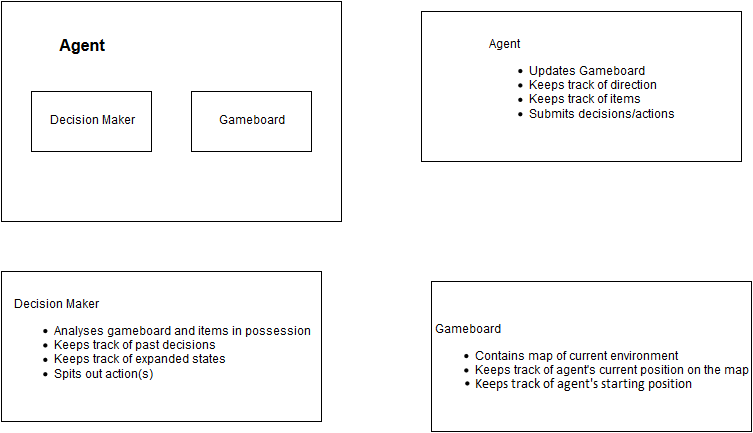 Agent
Decision Maker
Gameboard
Agent
• Updates Gameboard
• Keeps track of direction
• Keeps track of items
• Submits decisions/actions
Decision Maker
• Analyses gameboard and items in possession
• Keeps track of past decisions
• Keeps track of expanded states
• Spits out action(s)
Gameboard
• Contains map of current environment
• Keeps track of agent's current position on the map
• Keeps track of agent's starting position